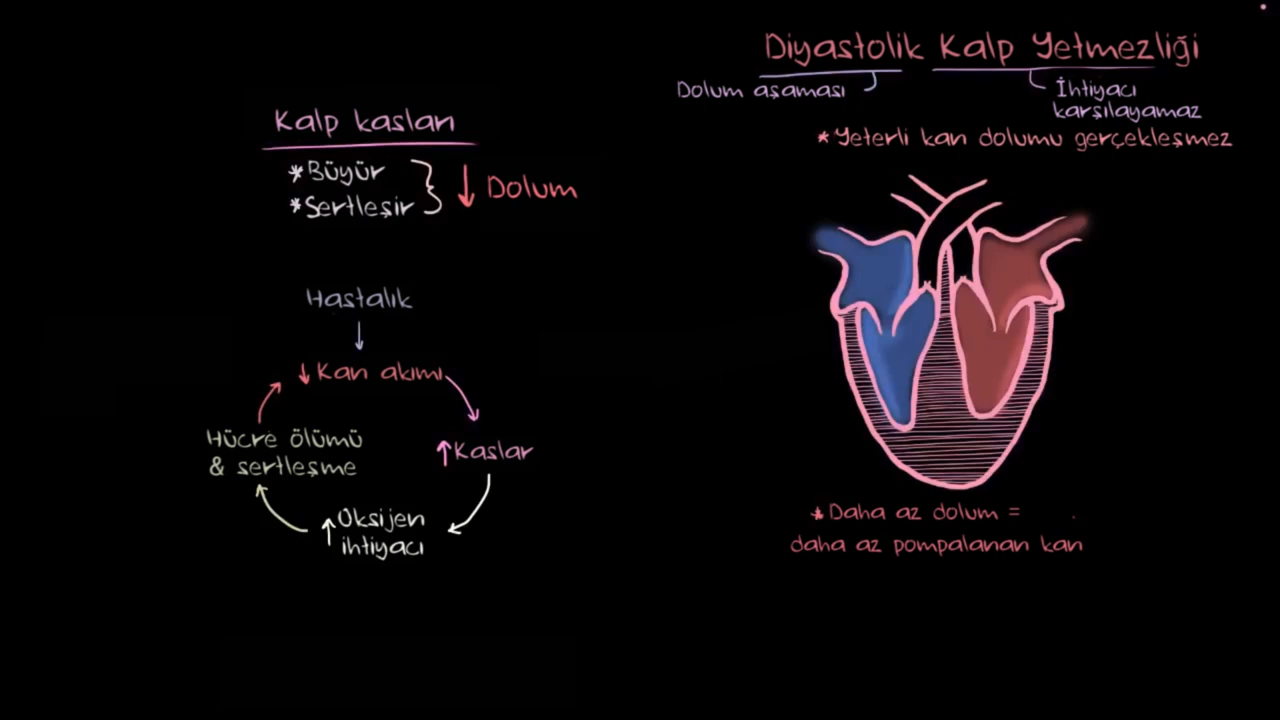 Diyastolik Kalp Yetmezliği
Dolum aşaması
İhtiyacı
karşılayamaz
*Yeterli kan dolumu gerçekleşmez
Kalp kasları
*Büyür
*Sertleşir
↓ Dolum
Hastalık
↓ Kan akımı
↑Kaslar
↑Oksijen
ihtiyacı
Hücre ölümü
& sertleşme
*Daha az dolum =
daha az pompalanan kan